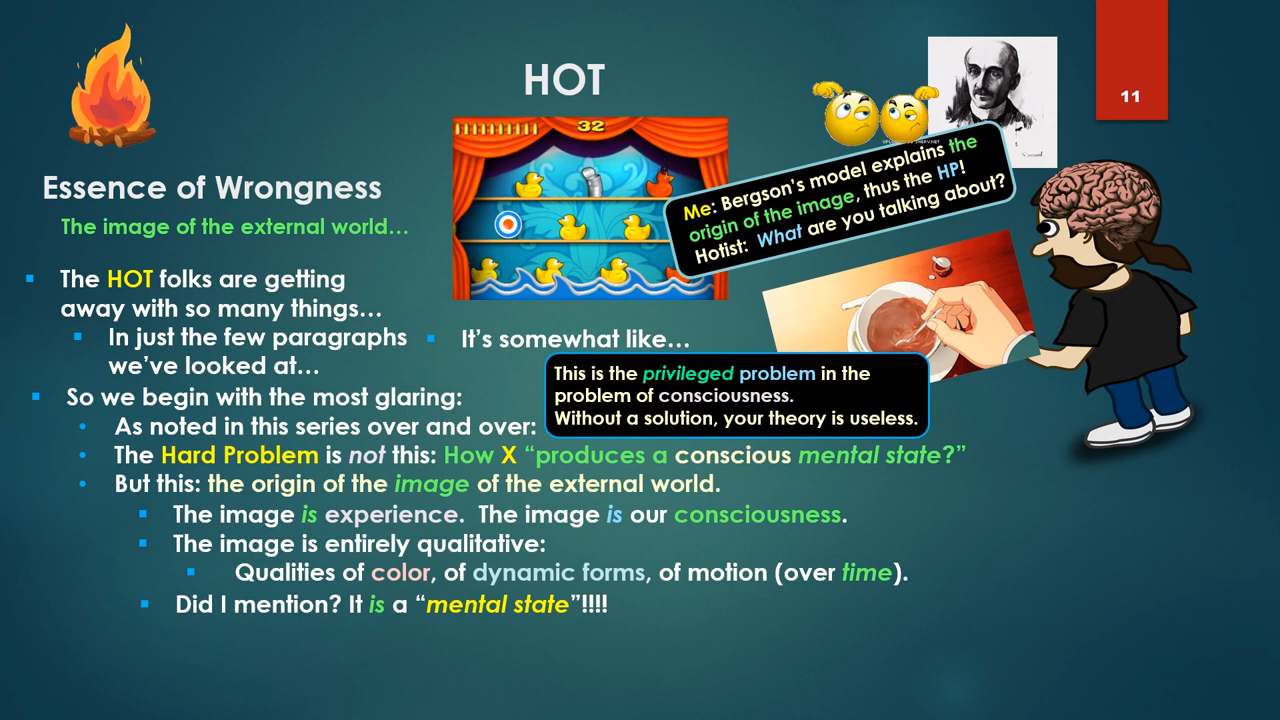 HOT
11
32
Essence of Wrongness
The image of the external world…
Me: Bergson's model explains the
origin of the image, thus the HP!
Hotist: What are you talking about?
▪ The HOT folks are getting
away with so many things…
▪ In just the few paragraphs
we've looked at…
▪ It's somewhat like…
This is the privileged problem in the
problem of consciousness.
Without a solution, your theory is useless.
▪ So we begin with the most glaring:
• As noted in this series over and over:
• The Hard Problem is not this: How X “produces a conscious mental state?”
• But this: the origin of the image of the external world.
▪ The image is experience. The image is our consciousness.
▪ The image is entirely qualitative:
▪ Qualities of color, of dynamic forms, of motion (over time).
▪ Did I mention? It is a “mental state”!!!!